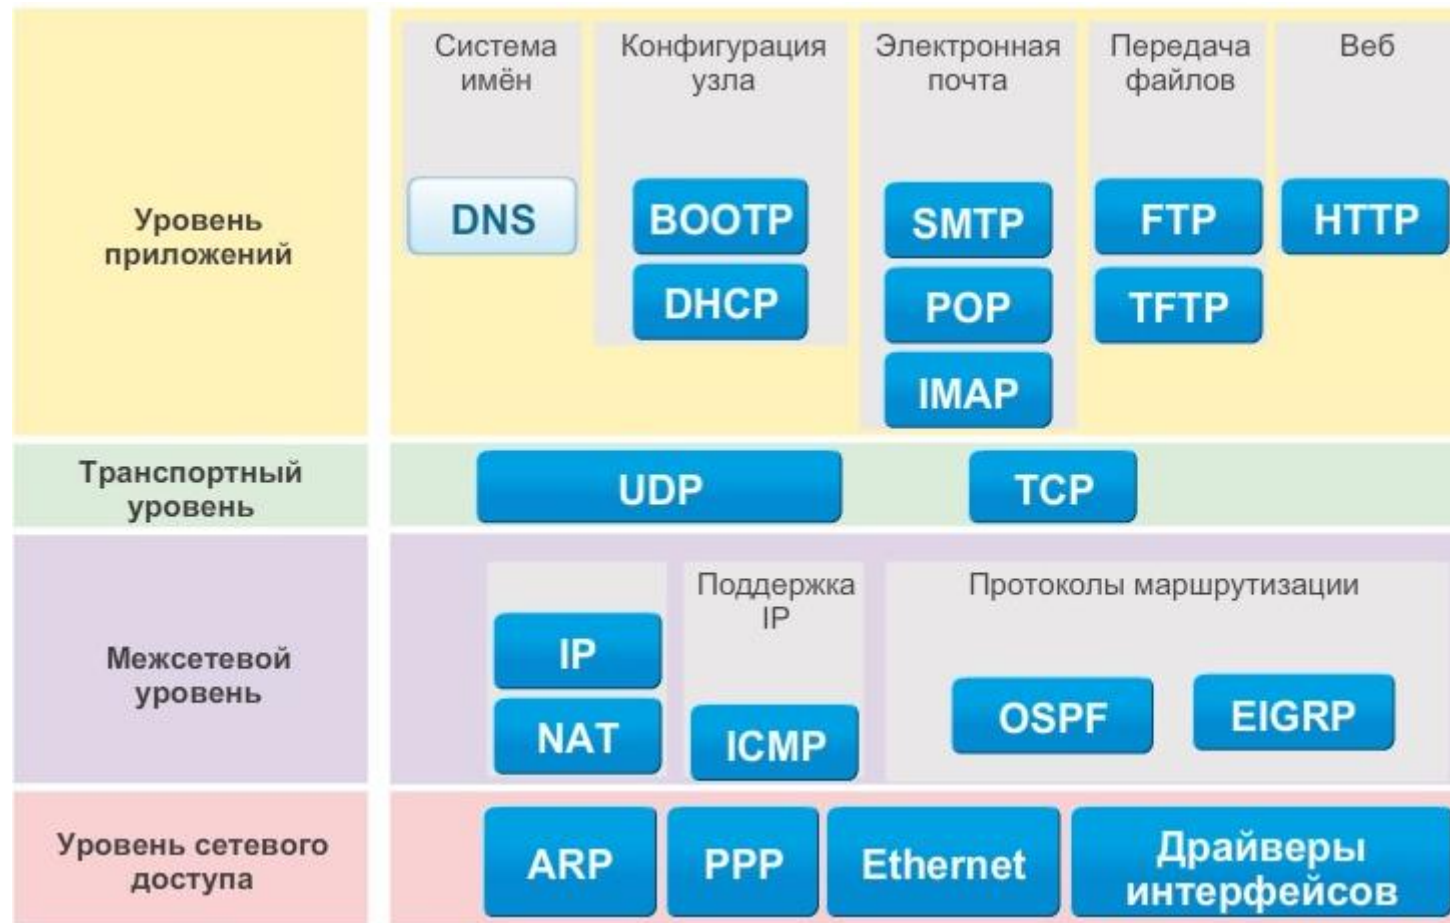 Уровень
приложений
Система
имён
DNS
Конфигурация
узла
BOOTP
DHCP
Электронная
почта
SMTP
POP
IMAP
Передача
файлов
FTP
TFTP
Веб
HTTP
Транспортный
уровень
UDP
TCP
Межсетевой
уровень
IP
NAT
Поддержка
IP
ICMP
Протоколы маршрутизации
OSPF
EIGRP
Уровень сетевого
доступа
ARP
PPP
Ethernet
Драйверы
интерфейсов